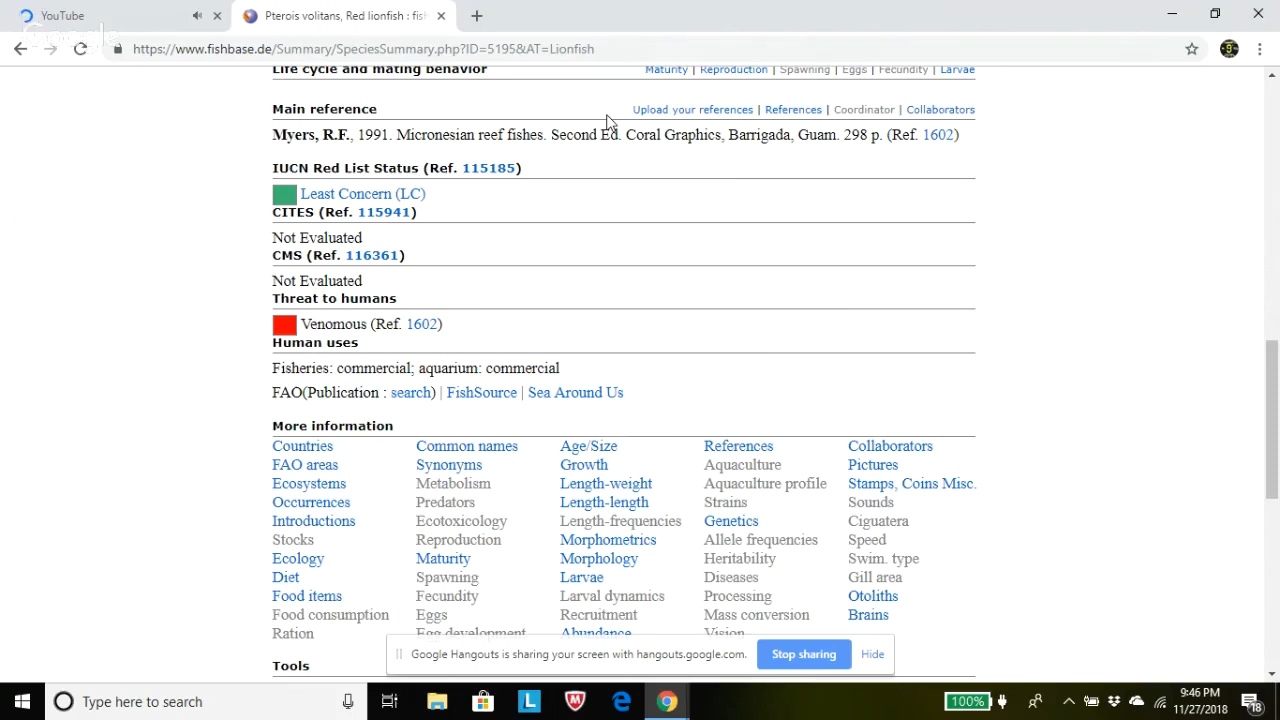 YouTube
Pterois volitans, Red lionfish : fish
https://www.fishbase.de/Summary/SpeciesSummary.php?ID=5195&AT=Lionfish
Life cycle and mating behavior Maturity | Reproduction | Spawning | Eggs | Fecundity | Larvae
Main reference Upload your references | References | Coordinator | Collaborators
Myers, R.F., 1991. Micronesian reef fishes. Second Ed. Coral Graphics, Barrigada, Guam. 298 p. (Ref. 1602)
IUCN Red List Status (Ref. 115185)
Least Concern (LC)
CITES (Ref. 115941)
Not Evaluated
CMS (Ref. 116361)
Not Evaluated
Threat to humans
Venomous (Ref. 1602)
Human uses
Fisheries: commercial; aquarium: commercial
FAO(Publication : search) | FishSource | Sea Around Us
More information
Countries Common names Age/Size References Collaborators
FAO areas Synonyms Growth Aquaculture Pictures
Ecosystems Metabolism Length-weight Aquaculture profile Stamps, Coins Misc.
Occurrences Predators Length-length Strains Sounds
Introductions Ecotoxicology Length-frequencies Genetics Ciguatera
Stocks Reproduction Morphometrics Allele frequencies Speed
Ecology Maturity Morphology Heritability Swim. type
Diet Spawning Larvae Diseases Gill area
Food items Fecundity Larval dynamics Processing Otoliths
Food consumption Eggs Recruitment Mass conversion Brains
Ration Egg development Abundance Vision
Google Hangouts is sharing your screen with hangouts.google.com. Stop sharing Hide
Tools
Type here to search
100%
9:46 PM
11/27/2018
18